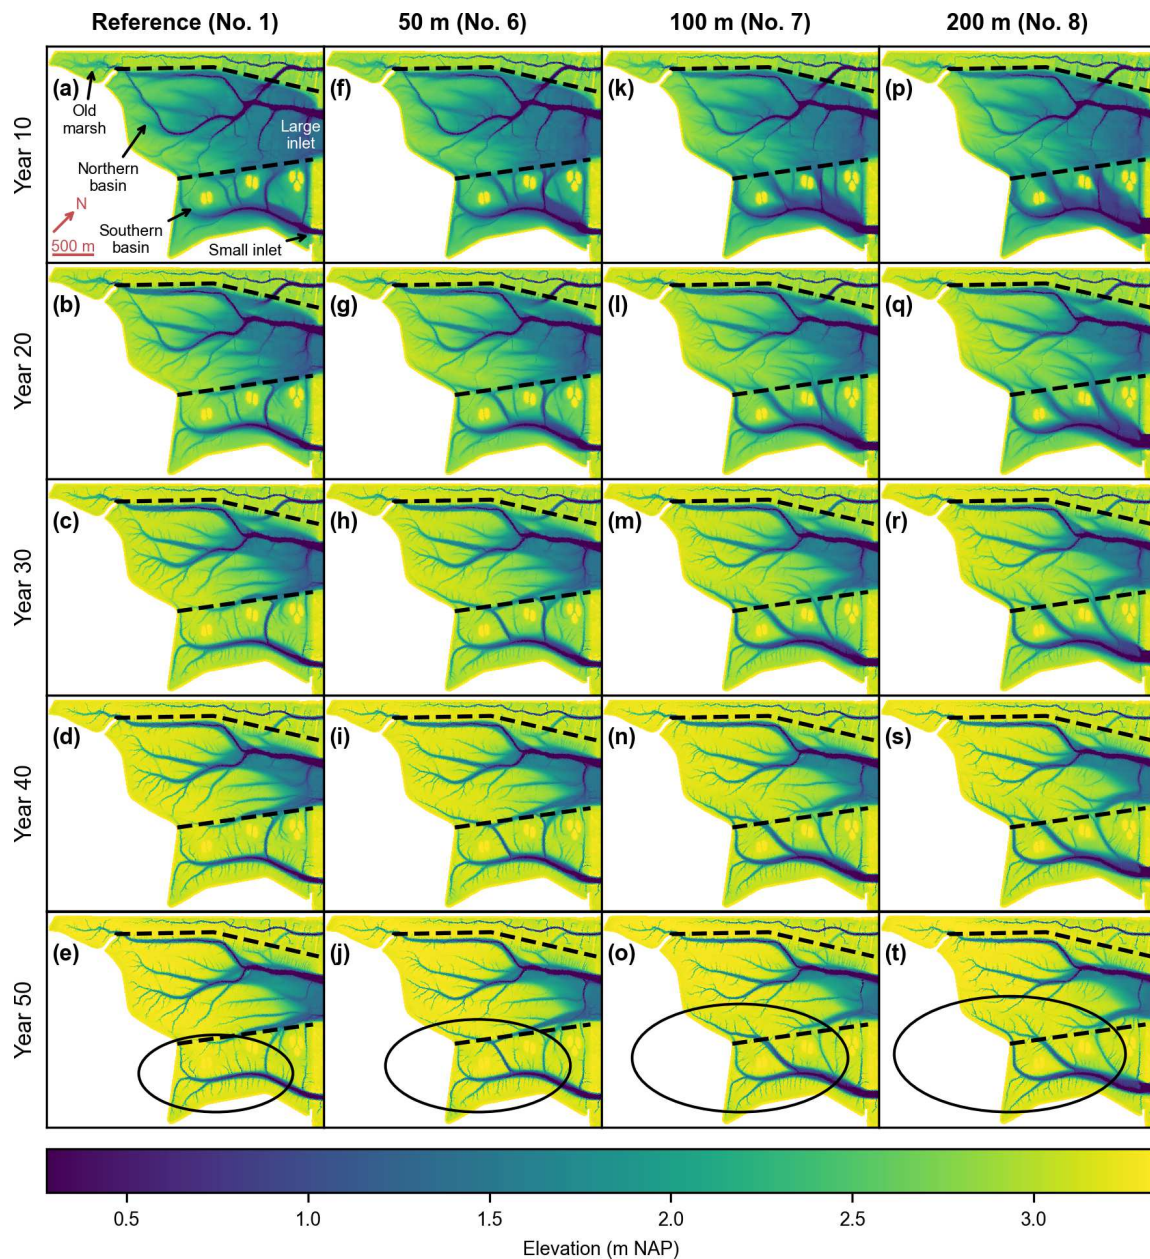 Reference (No. 1) 50 m (No. 6) 100 m (No. 7) 200 m (No. 8)
Year 10
(a) (f) (k) (p)
Old
marsh
Large
inlet
Northern
basin
N
500 m
Southern
basin
Small inlet
Year 20
(b) (g) (l) (q)
Year 30
(c) (h) (m) (r)
Year 40
(d) (i) (n) (s)
Year 50
(e) (j) (o) (t)
0.5 1.0 1.5 2.0 2.5 3.0
Elevation (m NAP)